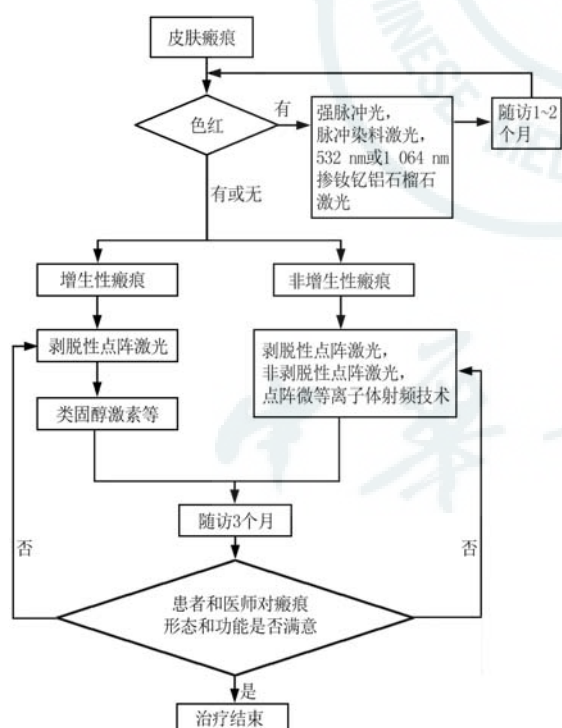 皮肤瘢痕
色红
有
强脉冲光，
脉冲染料激光，
532 nm或1 064 nm
掺钕钇铝石榴石
激光
随访1~2
个月
有或无
增生性瘢痕
非增生性瘢痕
剥脱性点阵激光
类固醇激素等
剥脱性点阵激光，
非剥脱性点阵激光，
点阵微等离子体射频技术
随访3个月
否
否
患者和医师对瘢痕
形态和功能是否满意
是
治疗结束